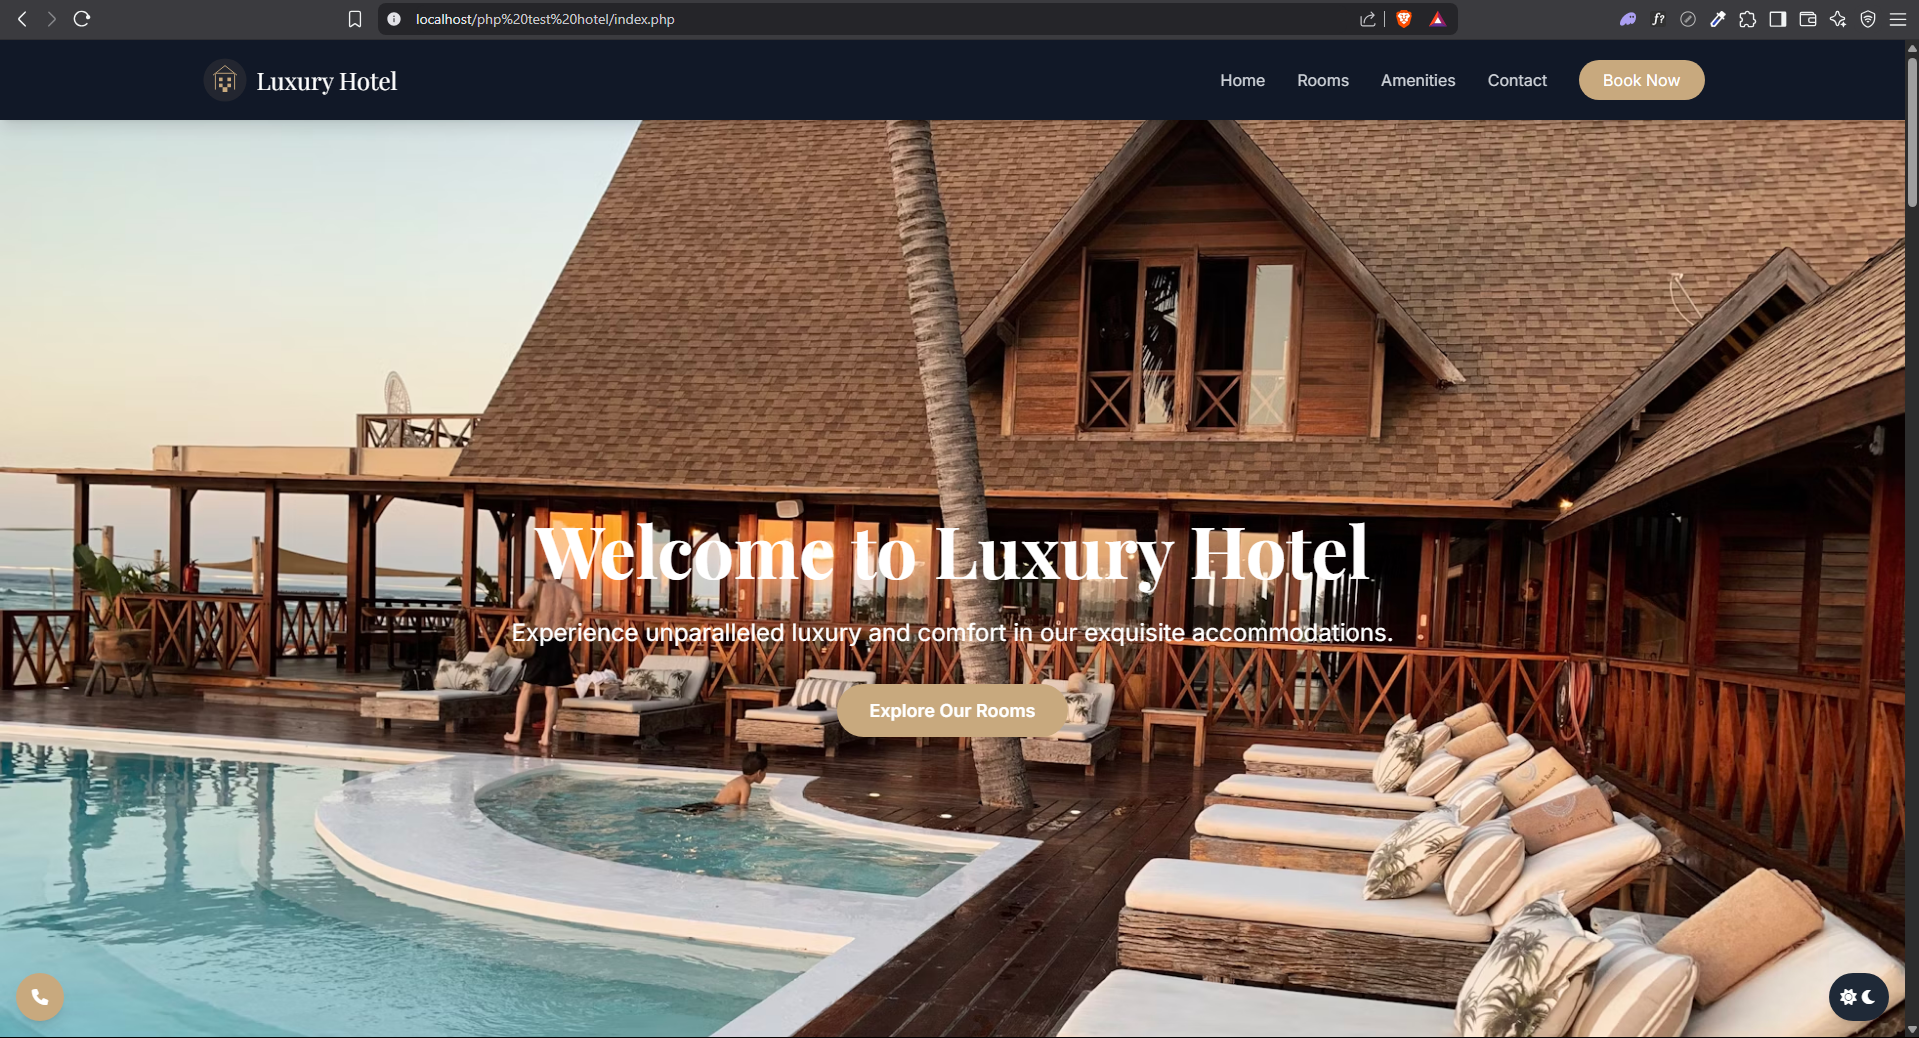 localhost/php%20test%20hotel/index.php
Luxury Hotel
Home
Rooms
Amenities
Contact
Book Now
Welcome to Luxury Hotel
Experience unparalleled luxury and comfort in our exquisite accommodations.
Explore Our Rooms